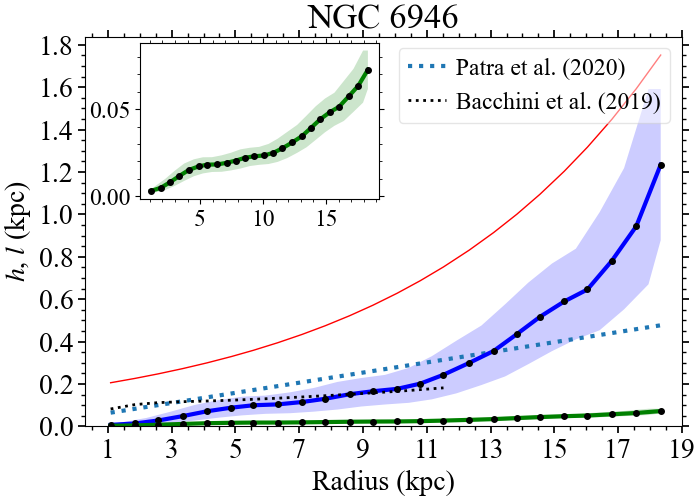 NGC 6946
1.8
1.6
1.4
1.2
1.0
0.8
0.6
0.4
0.2
0.0
h, l (kpc)
0.05
0.00
5 10 15
Patra et al. (2020)
Bacchini et al. (2019)
1 3 5 7 9 11 13 15 17 19
Radius (kpc)